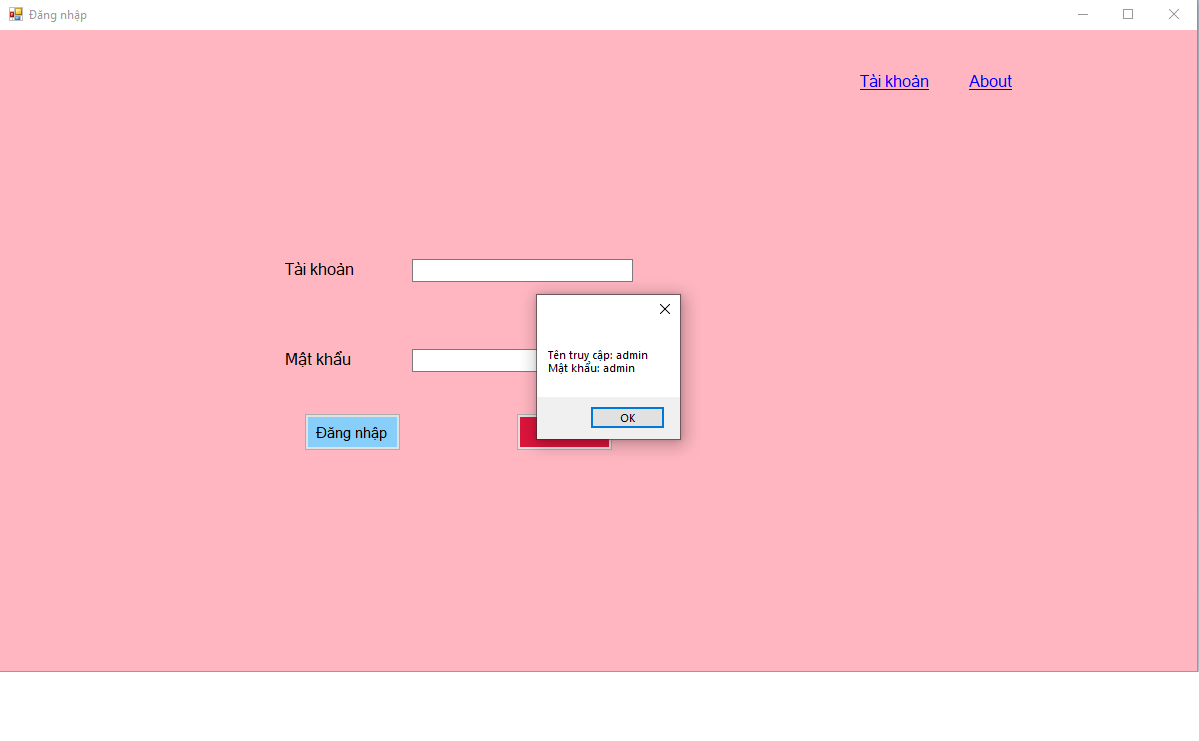 Đăng nhập
Tài khoản About
Tài khoản
Tên truy cập: admin
Mật khẩu: admin
Mật khẩu
OK
Đăng nhập